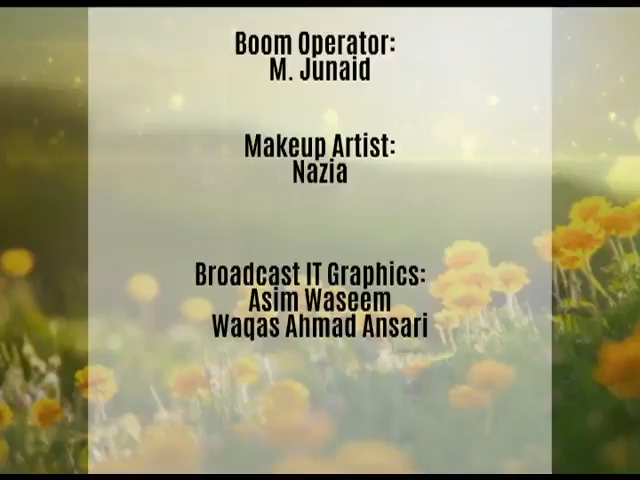 Boom Operator:
M. Junaid
Makeup Artist:
Nazia
Broadcast IT Graphics:
Asim Waseem
Waqas Ahmad Ansari